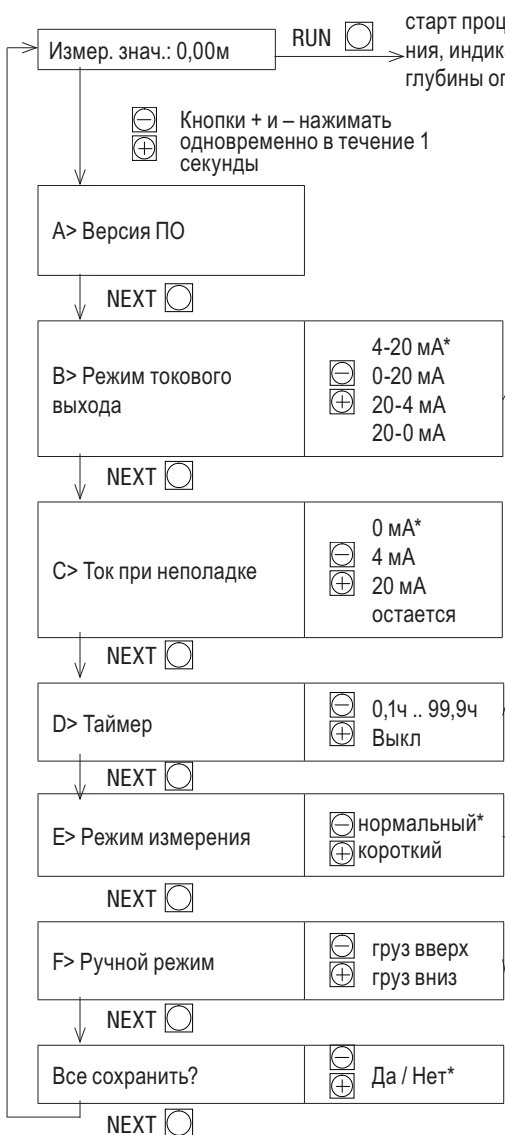 Измер. знач.: 0,00м
RUN
старт
ния,
глубины
Кнопки + и – нажимать
одновременно в течение 1
секунды
A> Версия ПО
NEXT
B> Режим токового
выхода
4-20 мА*
0-20 мА
20-4 мА
20-0 мА
NEXT
C> Ток при неполадке
0 мА*
4 мА
20 мА
остается
NEXT
D> Таймер
0,1ч .. 99,9ч
Выкл
NEXT
E> Режим измерения
нормальный*
короткий
NEXT
F> Ручной режим
груз вверх
груз вниз
NEXT
Все сохранить?
Да / Нет*
NEXT